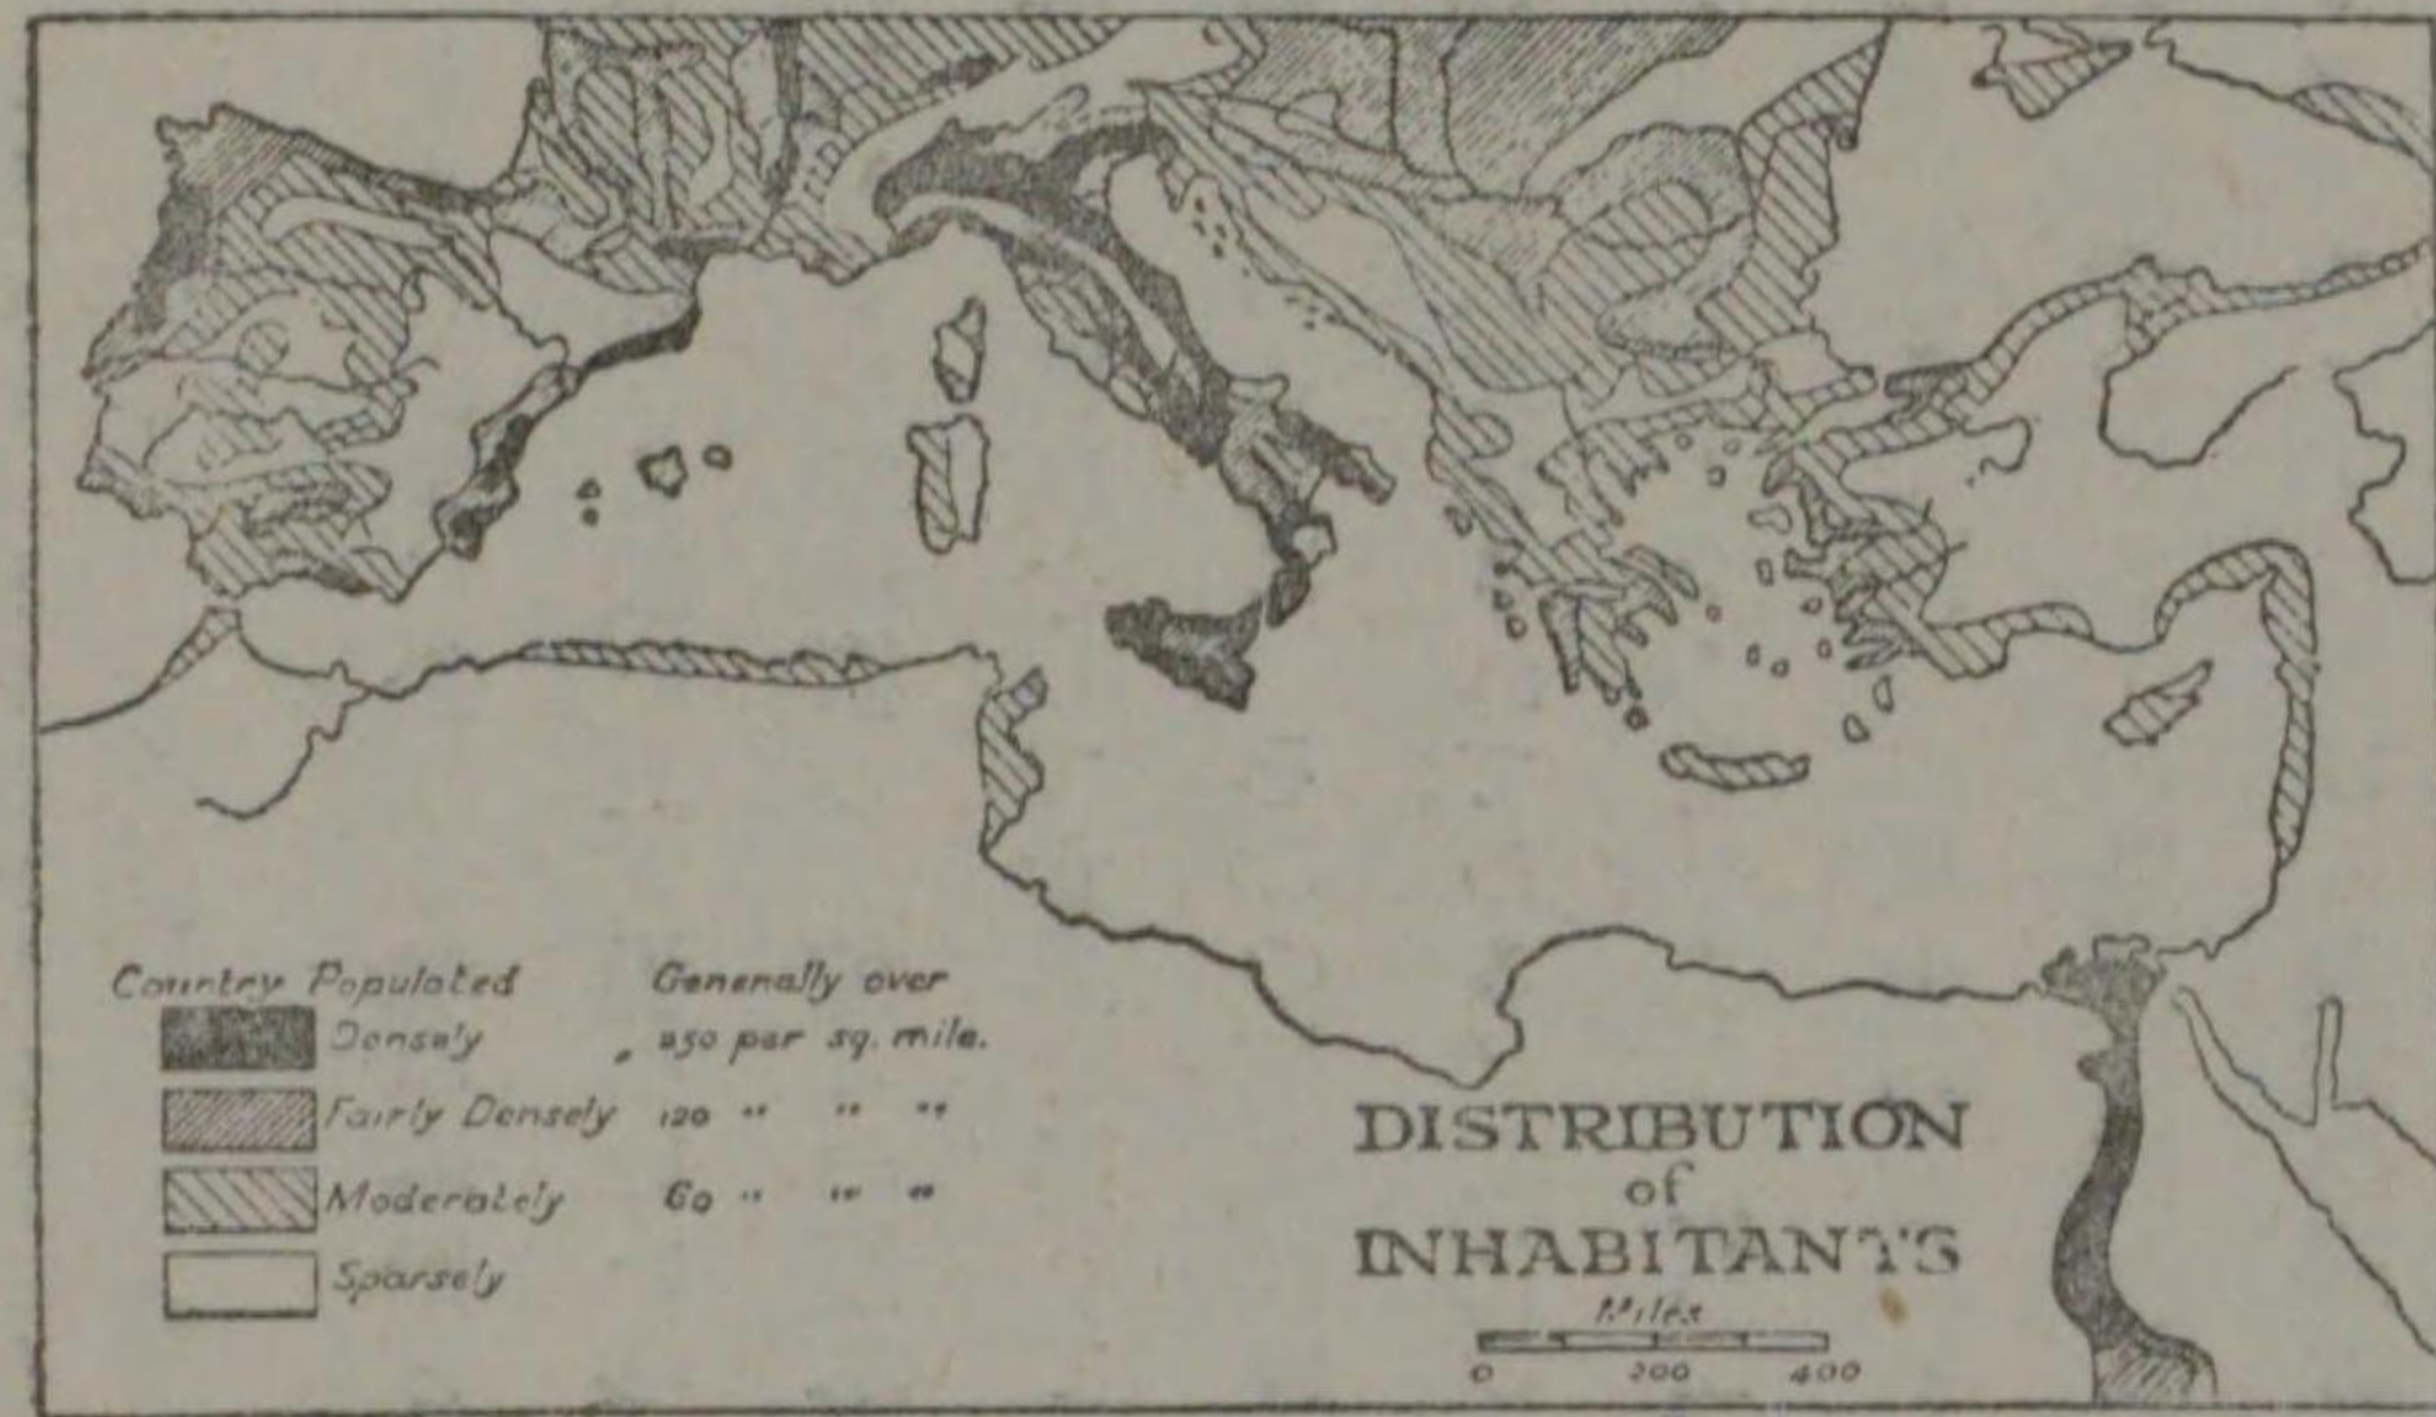 Country Populated Generally over
Densely „ 250 per sq. mile.
Fairly Densely 120 " " "
Moderately 60 " " "
Sparsely
DISTRIBUTION
of
INHABITANTS
Miles
0 200 400